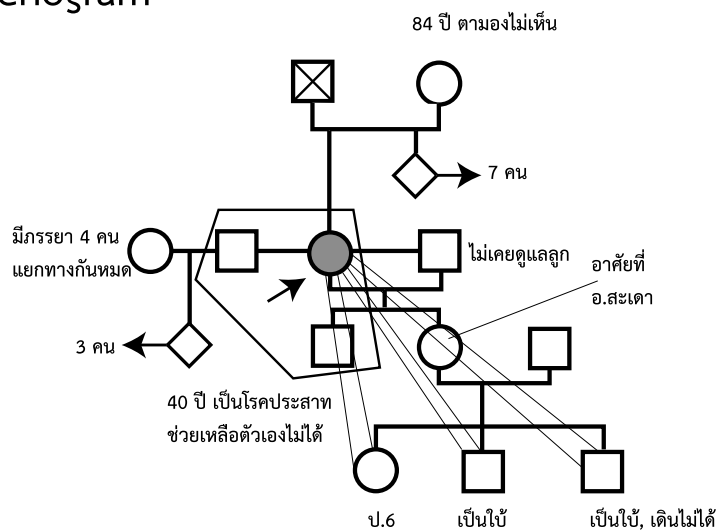 84 ปี ตามองไม่เห็น
7 คน
มีภรรยา 4 คน
แยกทางกันหมด
ไม่เคยดูแลลูก
อาศัยที่
อ.สะเดา
3 คน
40 ปี เป็นโรคประสาท
ช่วยเหลือตัวเองไม่ได้
ป.6
เป็นใบ้
เป็นใบ้, เดินไม่ได้